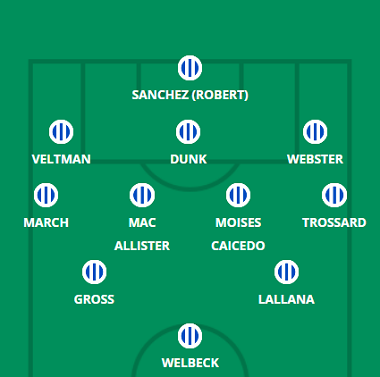 SANCHEZ (ROBERT)
VELTMAN DUNK WEBSTER
MARCH MAC ALLISTER MOISES CAICEDO TROSSARD
GROSS LALLANA
WELBECK